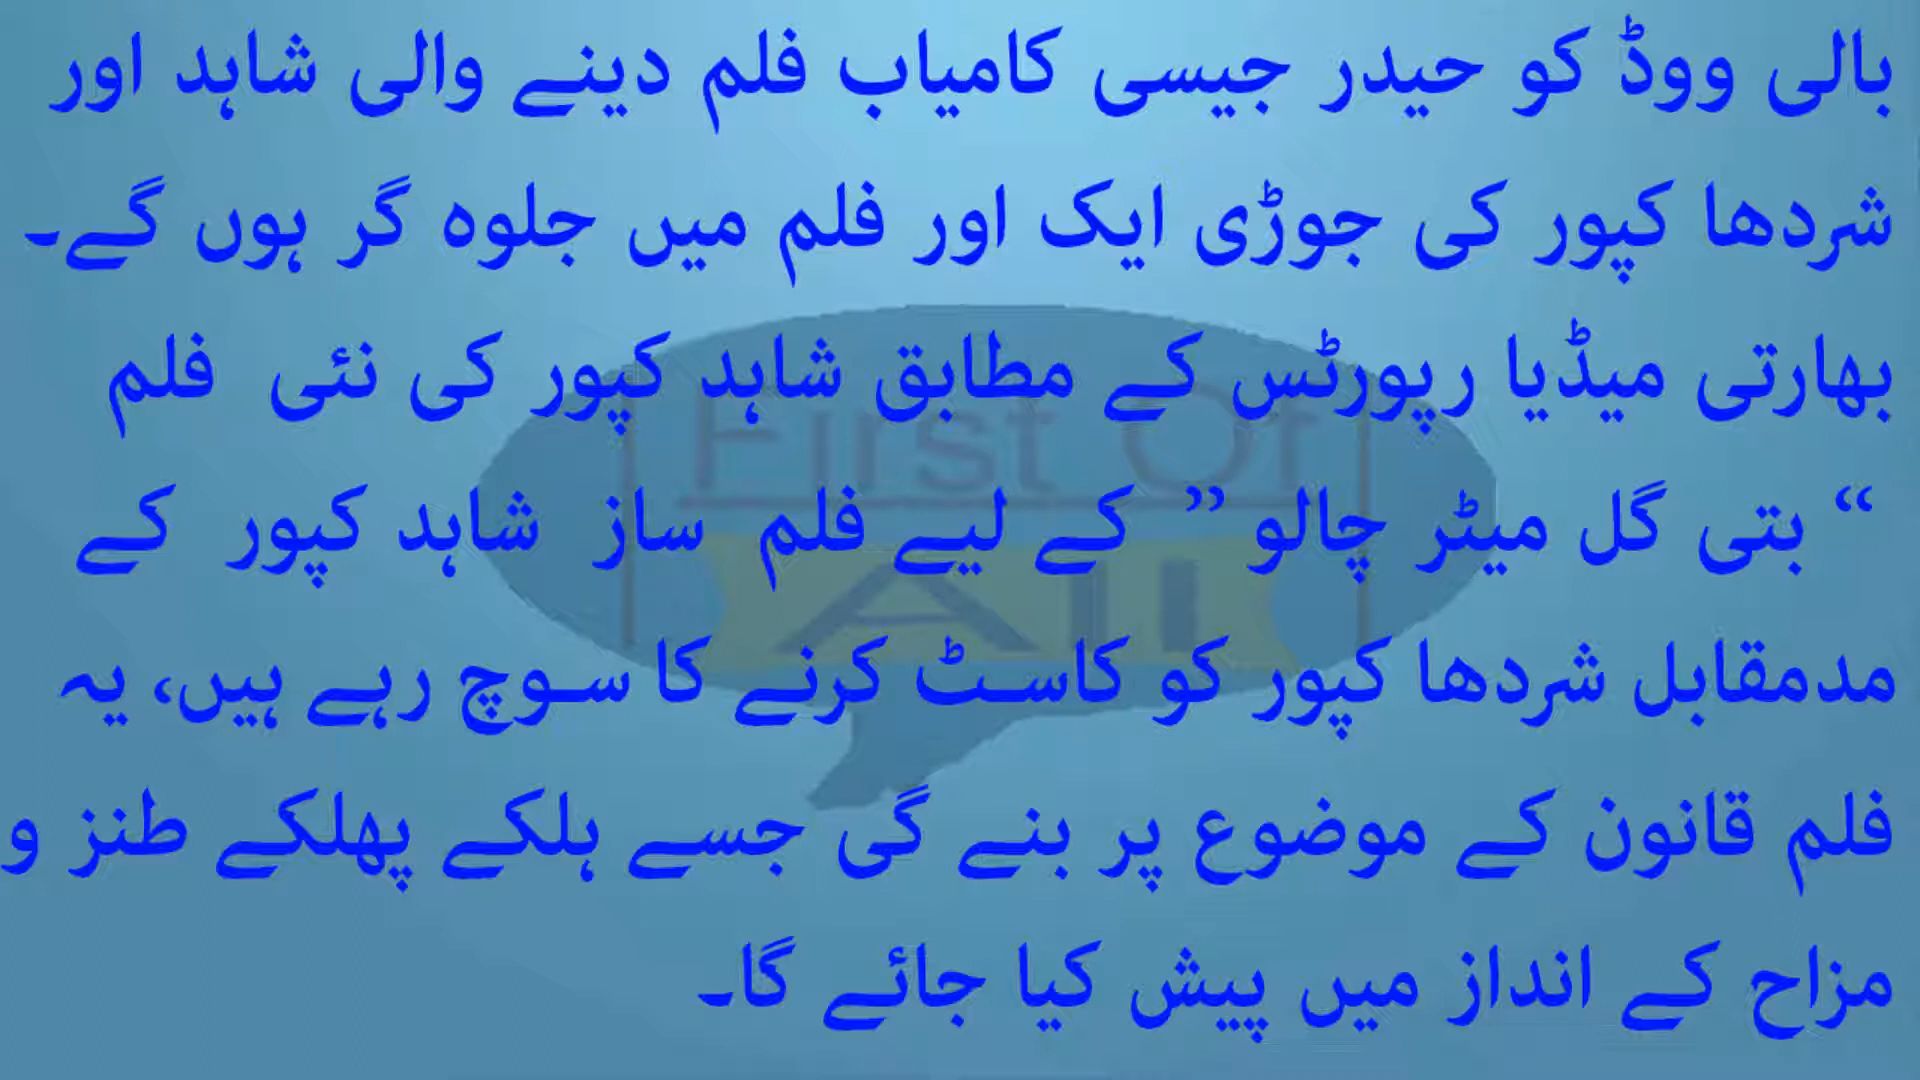 بالی ووڈ کو حیدر جیسی کامیاب فلم دینے والی شاہد اور
شردھا کپور کی جوڑی ایک اور فلم میں جلوہ گر ہوں گے۔
بھارتی میڈیا رپورٹس کے مطابق شاہد کپور کی نئی فلم
“ بتی گل میٹر چالو ” کے لیے فلم ساز شاہد کپور کے
مدمقابل شردھا کپور کو کاسٹ کرنے کا سوچ رہے ہیں، یہ
فلم قانون کے موضوع پر بنے گی جسے ہلکے پھلکے طنز و
مزاح کے انداز میں پیش کیا جائے گا۔
First Of
All